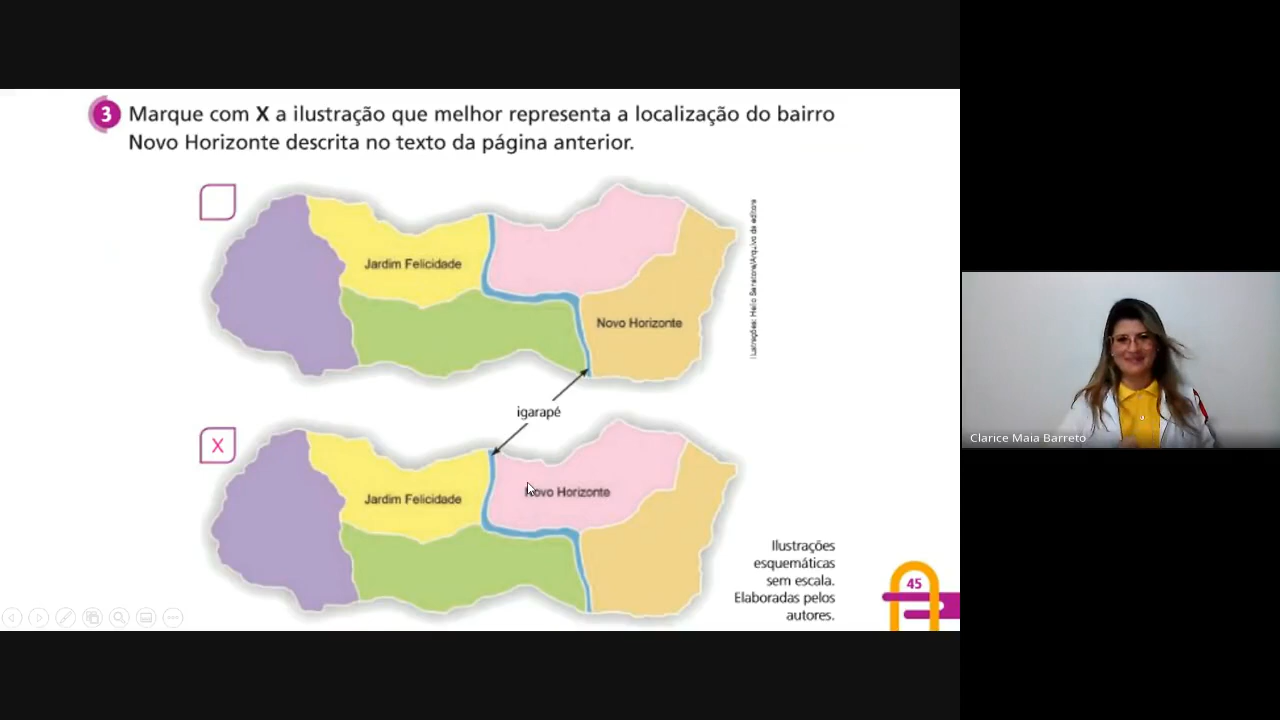 3 Marque com X a ilustração que melhor representa a localização do bairro
Novo Horizonte descrita no texto da página anterior.
Jardim Felicidade
Novo Horizonte
Ilustrações: Helio Senatore/Arquivo da editora
igarapé
X
Jardim Felicidade
Novo Horizonte
Ilustrações
esquemáticas
sem escala.
Elaboradas pelos
autores.
45
Clarice Maia Barreto